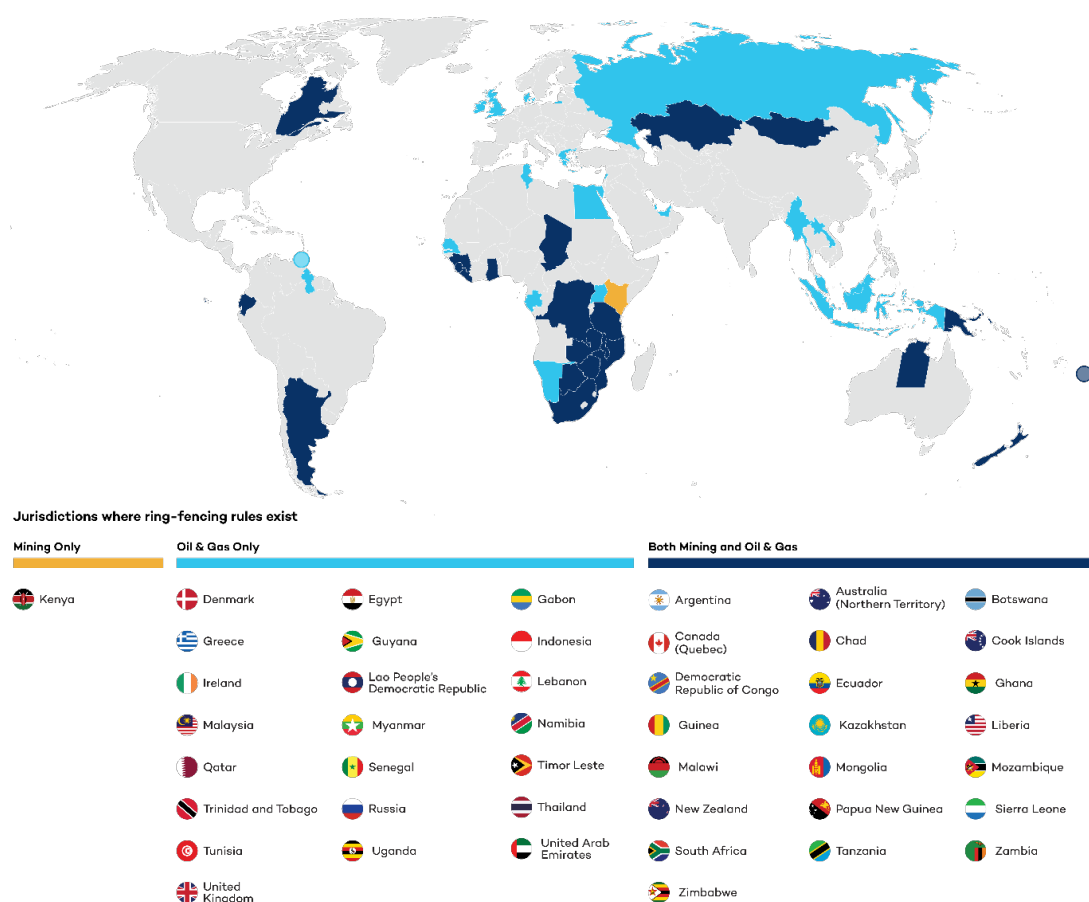 Jurisdictions where ring-fencing rules exist
Mining Only
Oil & Gas Only
Both Mining and Oil & Gas
Kenya
Denmark
Egypt
Gabon
Argentina
Australia
(Northern Territory)
Botswana
Greece
Guyana
Indonesia
Canada
(Quebec)
Chad
Cook Islands
Ireland
Lao People's
Democratic Republic
Lebanon
Democratic
Republic of Congo
Ecuador
Ghana
Malaysia
Myanmar
Namibia
Guinea
Kazakhstan
Liberia
Qatar
Senegal
Timor Leste
Malawi
Mongolia
Mozambique
Trinidad and Tobago
Russia
Thailand
New Zealand
Papua New Guinea
Sierra Leone
Tunisia
Uganda
United Arab
Emirates
South Africa
Tanzania
Zambia
United
Kingdom
Zimbabwe